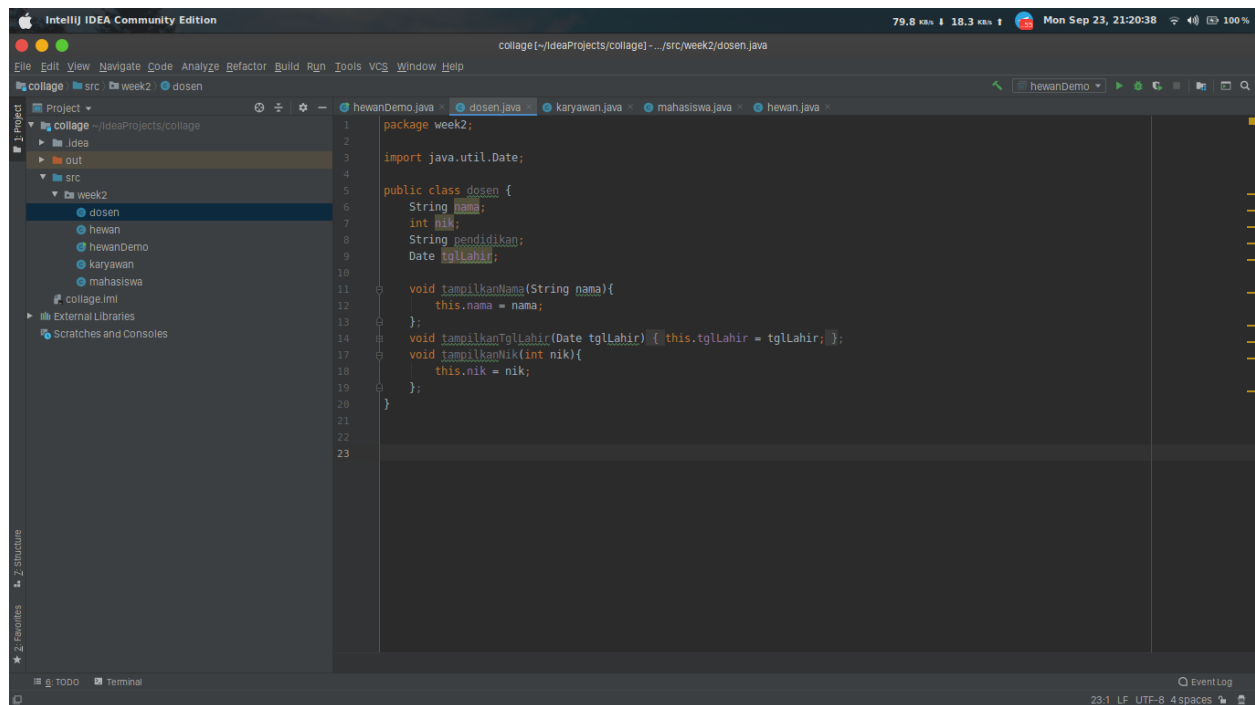 IntelliJ IDEA Community Edition
79.8 KB/s ⬇ 18.3 KB/s ⬆ 55 Mon Sep 23, 21:20:38 100 %
collage [~/IdeaProjects/collage] - .../src/week2/dosen.java
File Edit View Navigate Code Analyze Refactor Build Run Tools VCS Window Help
collage src week2 dosen
hewanDemo
1: Project
Project
hewanDemo.java × dosen.java × karyawan.java × mahasiswa.java × hewan.java ×
collage ~/IdeaProjects/collage
.idea
out
src
week2
dosen
hewan
hewanDemo
karyawan
mahasiswa
collage.iml
External Libraries
Scratches and Consoles
1 package week2;
2
3 import java.util.Date;
4
5 public class dosen {
6 String nama;
7 int nik;
8 String pendidikan;
9 Date tglLahir;
10
11 void tampilkanNama(String nama){
12 this.nama = nama;
13 };
14 void tampilkanTglLahir(Date tglLahir) { this.tglLahir = tglLahir; };
17 void tampilkanNik(int nik){
18 this.nik = nik;
19 };
20 }
21
22
23
7: Structure
2: Favorites
6: TODO Terminal
Event Log
23:1 LF UTF-8 4 spaces